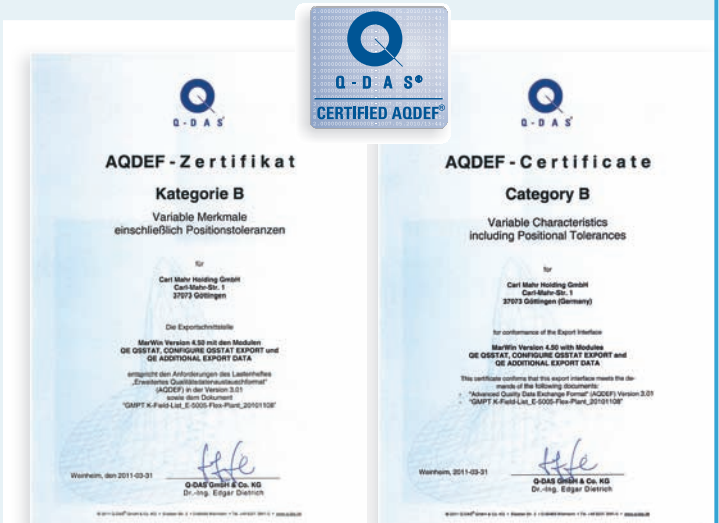 Q-DAS®
CERTIFIED AQDEF®
Q-DAS
AQDEF-Zertifikat
Kategorie B
Variable Merkmale
einschließlich Positionstoleranzen
für
Carl Mahr Holding GmbH
Carl-Mahr-Str. 1
37073 Göttingen
Die Exportschnittstelle
MarWin Version 4.50 mit den Modulen
QE QSSTAT, CONFIGURE QSSTAT EXPORT und
QE ADDITIONAL EXPORT DATA
entspricht den Anforderungen des Lastenheftes
„Erweitertes Qualitätsdatenaustauschformat"
(AQDEF) in der Version 3.01
sowie dem Dokument
"GMPT K-Field-List_E-5005-Flex-Plant_20101108"
Weinheim, den 2011-03-31
Q-DAS GmbH & Co. KG
Dr.-Ing. Edgar Dietrich
Q-DAS
AQDEF-Certificate
Category B
Variable Characteristics
including Positional Tolerances
for
Carl Mahr Holding GmbH
Carl-Mahr-Str. 1
37073 Göttingen (Germany)
for conformance of the Export Interface
MarWin Version 4.50 with Modules
QE QSSTAT, CONFIGURE QSSTAT EXPORT and
QE ADDITIONAL EXPORT DATA
This certificate confirms that this export interface meets the de-
mands of the following documents:
- "Advanced Quality Data Exchange Format" (AQDEF) Version 3.01
- "GMPT K-Field-List_E-5005-Flex-Plant_20101108"
Weinheim, 2011-03-31
Q-DAS GmbH & Co. KG
Dr.-Ing. Edgar Dietrich